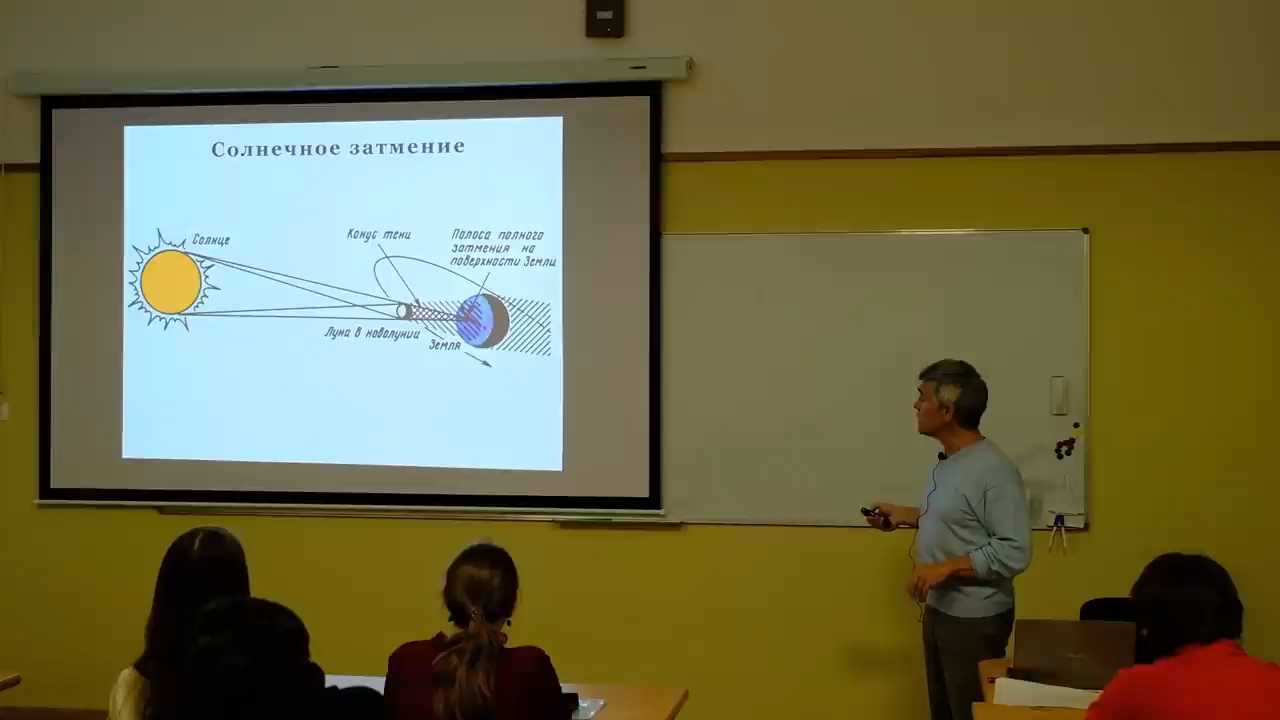 Солнечное затмение
Солнце
Конус тени
Полоса полного
затмения на
поверхности Земли
Луна в новолунии
Земля